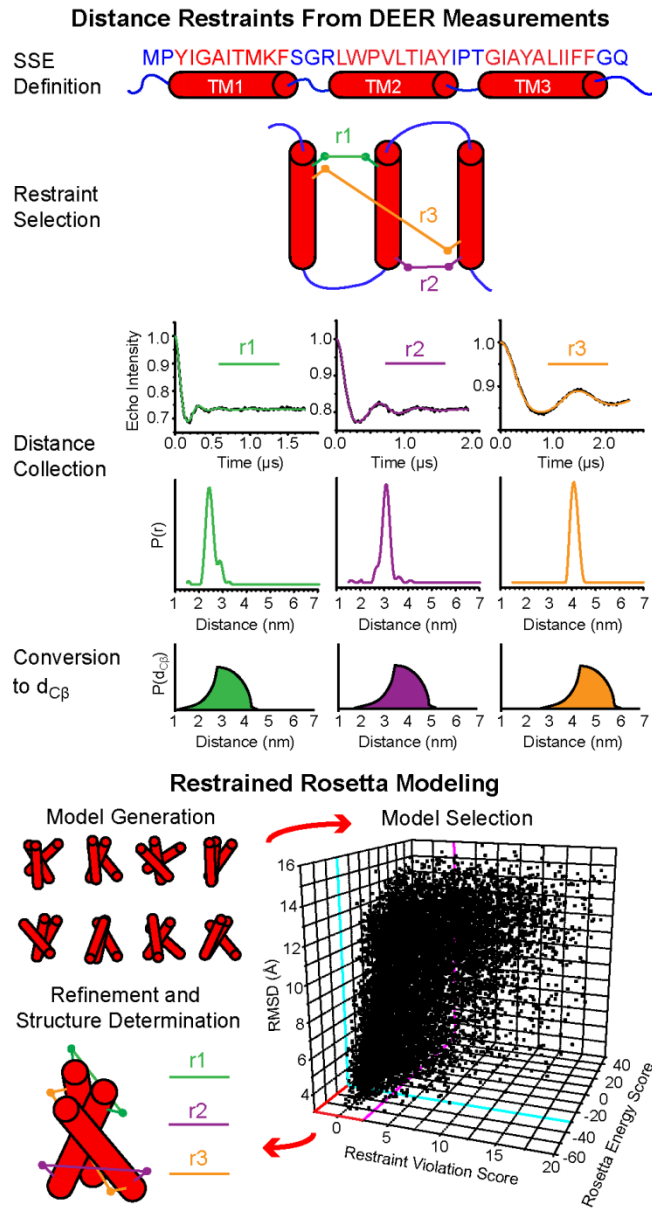 Distance Restraints From DEER Measurements
SSE Definition
MPYIGAITMKFSGRLWPVLTIAYIPTGIAYALIIFFGQ
TM1 TM2 TM3
Restraint Selection
r1
r3
r2
Distance Collection
Echo Intensity
1.0 0.9 0.8 0.7
r1
0.0 0.5 1.0 1.5
Time (µs)
1.0 0.9 0.8
r2
0.0 1.0 2.0
Time (µs)
1.0 0.9
r3
0.0 1.0 2.0
Time (µs)
P(r)
1 2 3 4 5 6 7
Distance (nm)
1 2 3 4 5 6 7
Distance (nm)
1 2 3 4 5 6 7
Distance (nm)
Conversion to dCβ
P(dCβ)
1 2 3 4 5 6 7
Distance (nm)
1 2 3 4 5 6 7
Distance (nm)
1 2 3 4 5 6 7
Distance (nm)
Restrained Rosetta Modeling
Model Generation
Model Selection
Refinement and
Structure Determination
r1
r2
r3
RMSD (Å)
16 14 12 10 8 6 4
Restraint Violation Score
0 5 10 15 20
Rosetta Energy Score
40 20 0 -20 -40 -60